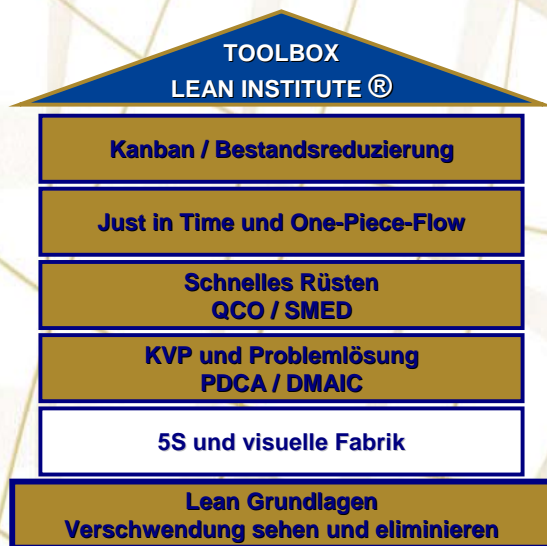 TOOLBOX
LEAN INSTITUTE ®
Kanban / Bestandsreduzierung
Just in Time und One-Piece-Flow
Schnelles Rüsten
QCO / SMED
KVP und Problemlösung
PDCA / DMAIC
5S und visuelle Fabrik
Lean Grundlagen
Verschwendung sehen und eliminieren